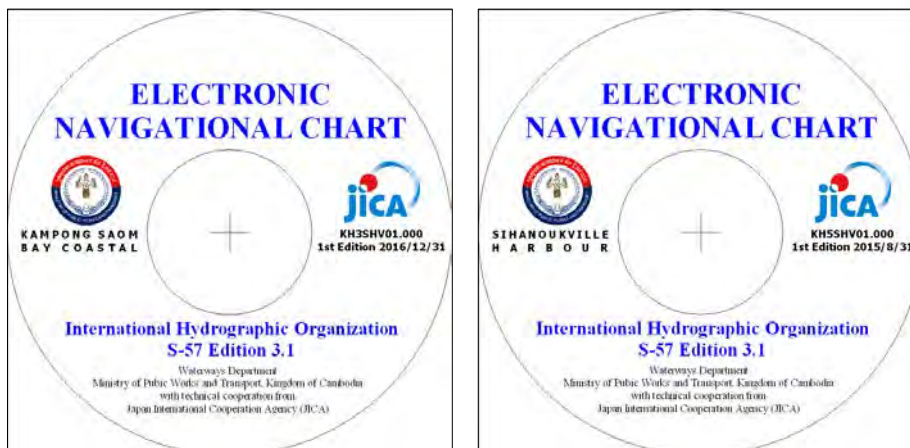 ELECTRONIC
NAVIGATIONAL CHART
jICA
KAMPONG SAOM
BAY COASTAL
KH3SHV01.000
1st Edition 2016/12/31
International Hydrographic Organization
S-57 Edition 3.1
Waterways Department
Ministry of Pubic Works and Transport, Kingdom of Cambodia
with technical cooperation from
Japan International Cooperation Agency (JICA)
ELECTRONIC
NAVIGATIONAL CHART
jICA
SIHANOUKVILLE
HARBOUR
KH5SHV01.000
1st Edition 2015/8/31
International Hydrographic Organization
S-57 Edition 3.1
Waterways Department
Ministry of Pubic Works and Transport, Kingdom of Cambodia
with technical cooperation from
Japan International Cooperation Agency (JICA)